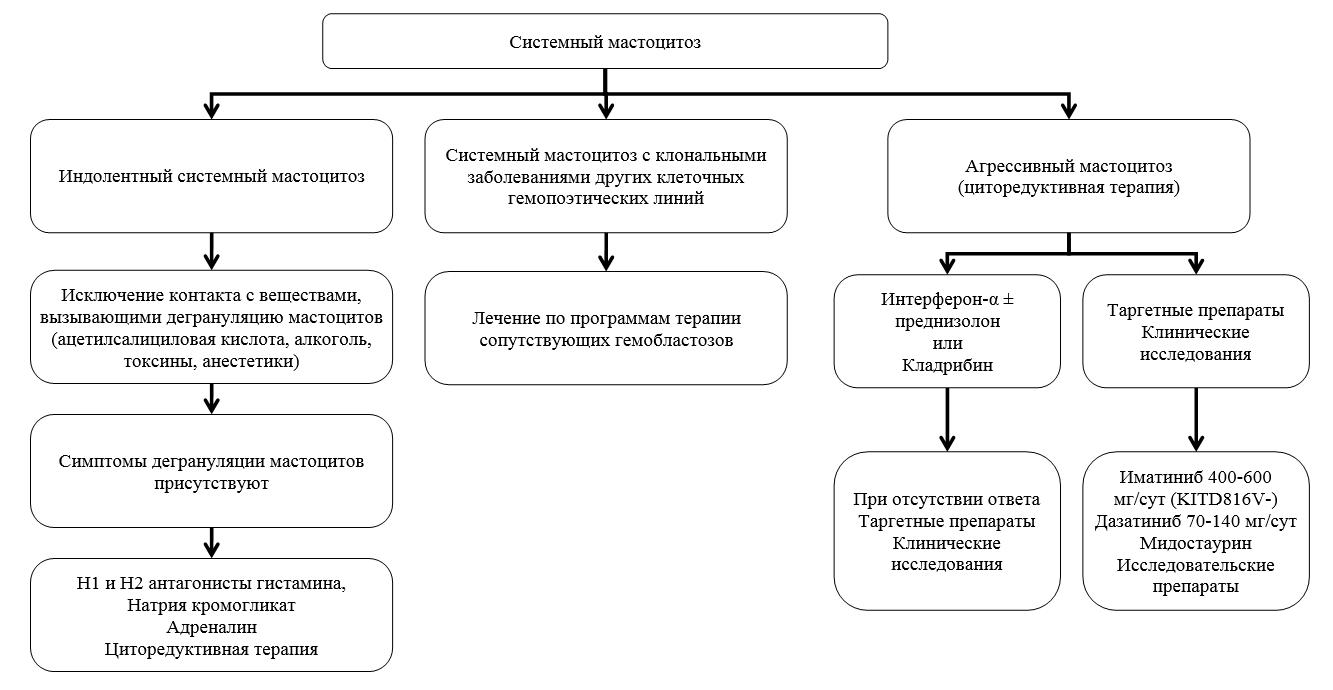 Системный мастоцитоз
Индолентный системный мастоцитоз
Системный мастоцитоз с клональными
заболеваниями других клеточных
гемопоэтических линий
Агрессивный мастоцитоз
(циторедуктивная терапия)
Исключение контакта с веществами,
вызывающими дегрануляцию мастоцитов
(ацетилсалициловая кислота, алкоголь,
токсины, анестетики)
Лечение по программам терапии
сопутствующих гемобластозов
Интерферон-α ±
преднизолон
или
Кладрибин
Таргетные препараты
Клинические
исследования
Симптомы дегрануляции мастоцитов
присутствуют
При отсутствии ответа
Таргетные препараты
Клинические
исследования
Иматиниб 400-600
мг/сут (KITD816V-)
Дазатиниб 70-140 мг/сут
Мидостаурин
Исследовательские
препараты
Н1 и Н2 антагонисты гистамина,
Натрия кромогликат
Адреналин
Циторедуктивная терапия